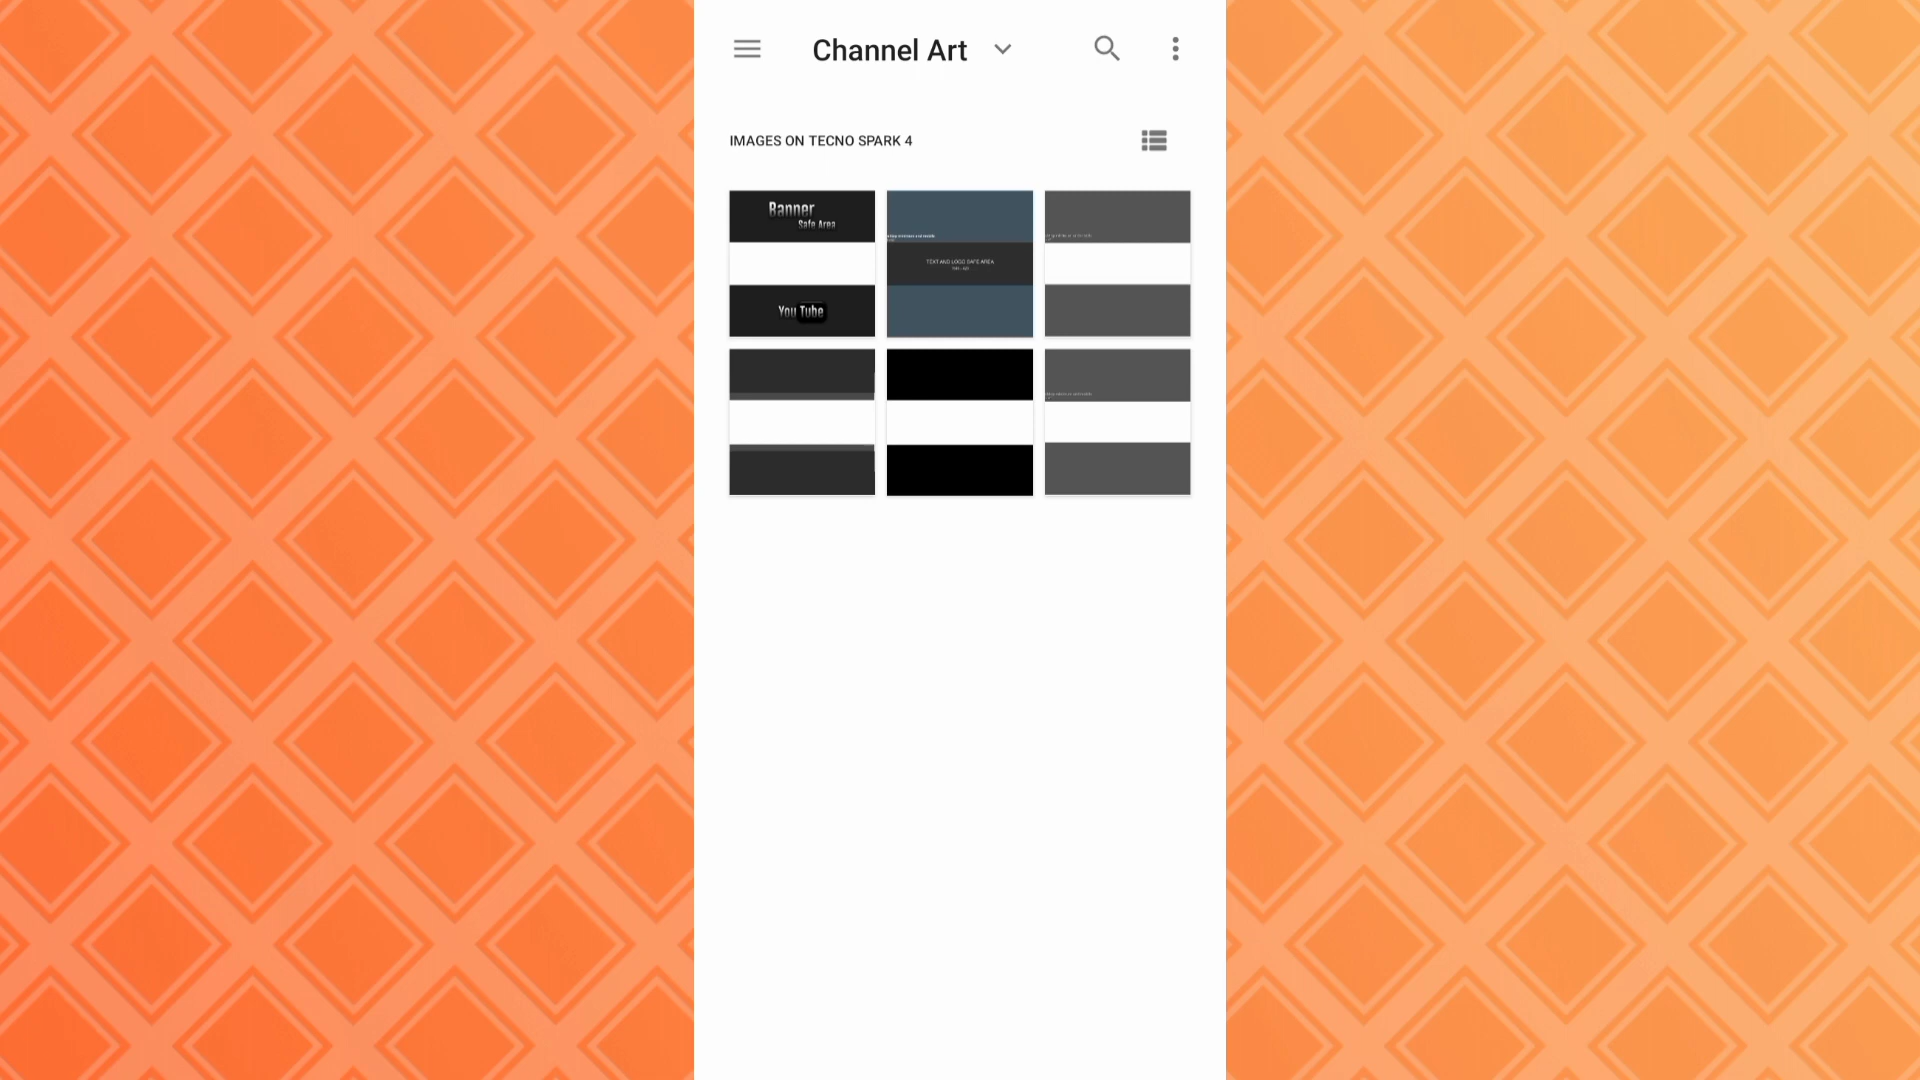 Channel Art
IMAGES ON TECNO SPARK 4
Banner
Safe Area
You Tube
TEXT AND LOGO SAFE AREA